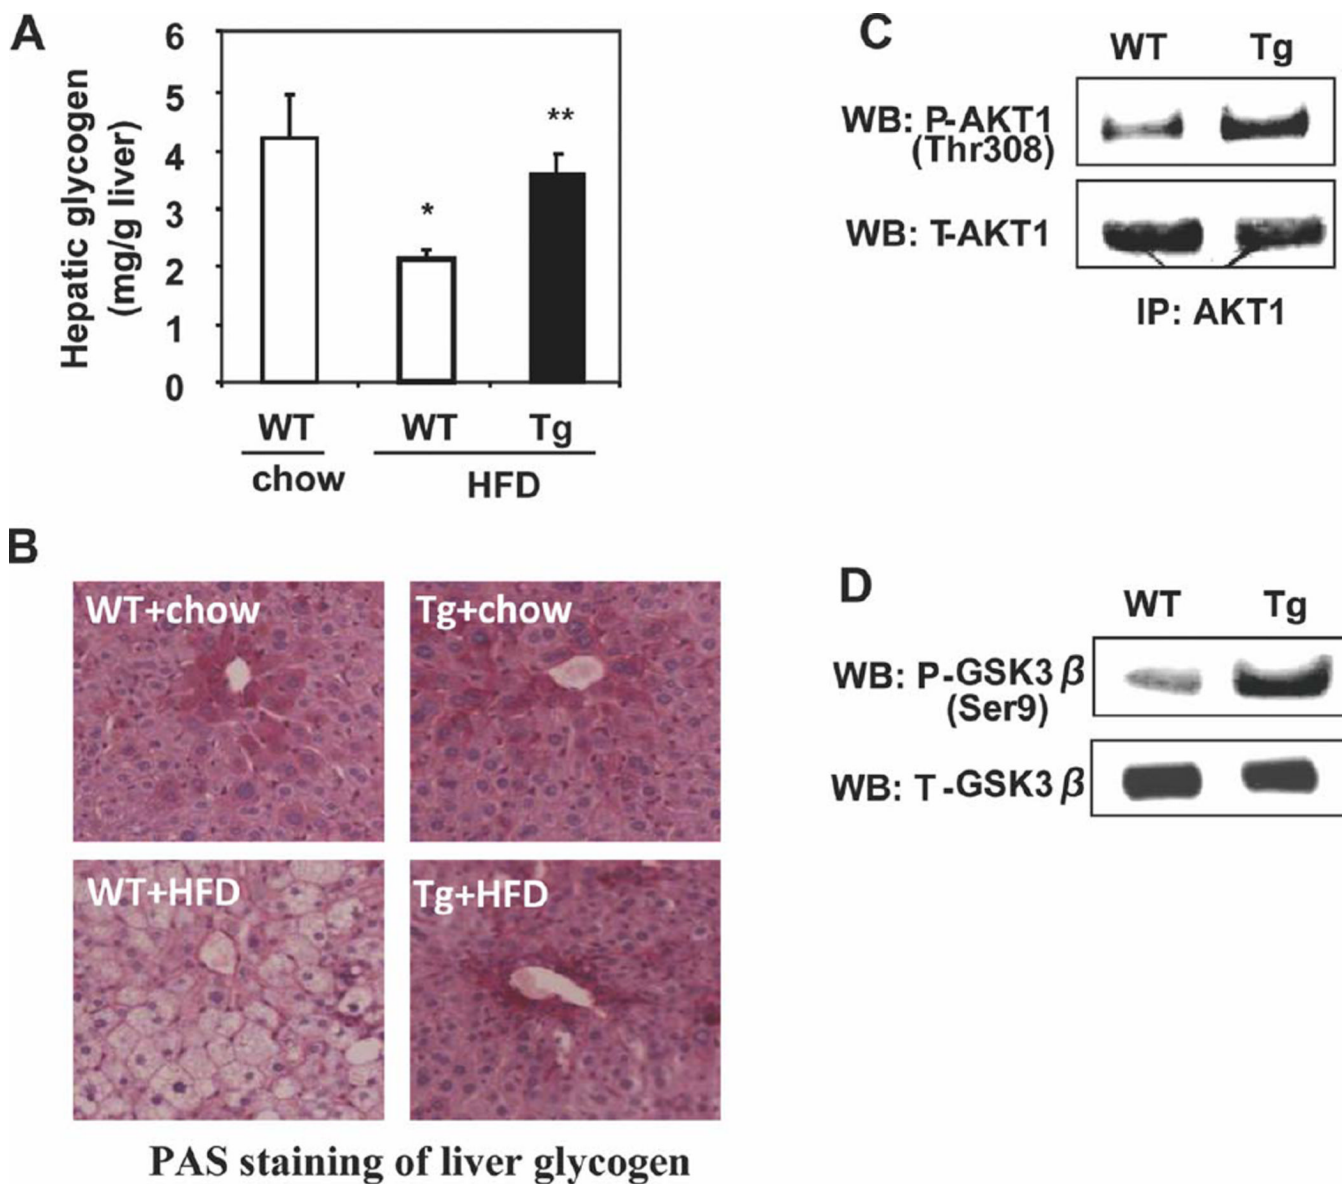 A
6
5
4
3
2
1
0
Hepatic glycogen
(mg/g liver)
*
**
WT
WT
Tg
chow
HFD
B
WT+chow
Tg+chow
WT+HFD
Tg+HFD
PAS staining of liver glycogen
C
WT
Tg
WB: P-AKT1
(Thr308)
WB: T-AKT1
IP: AKT1
D
WT
Tg
WB: P-GSK3 β
(Ser9)
WB: T-GSK3 β